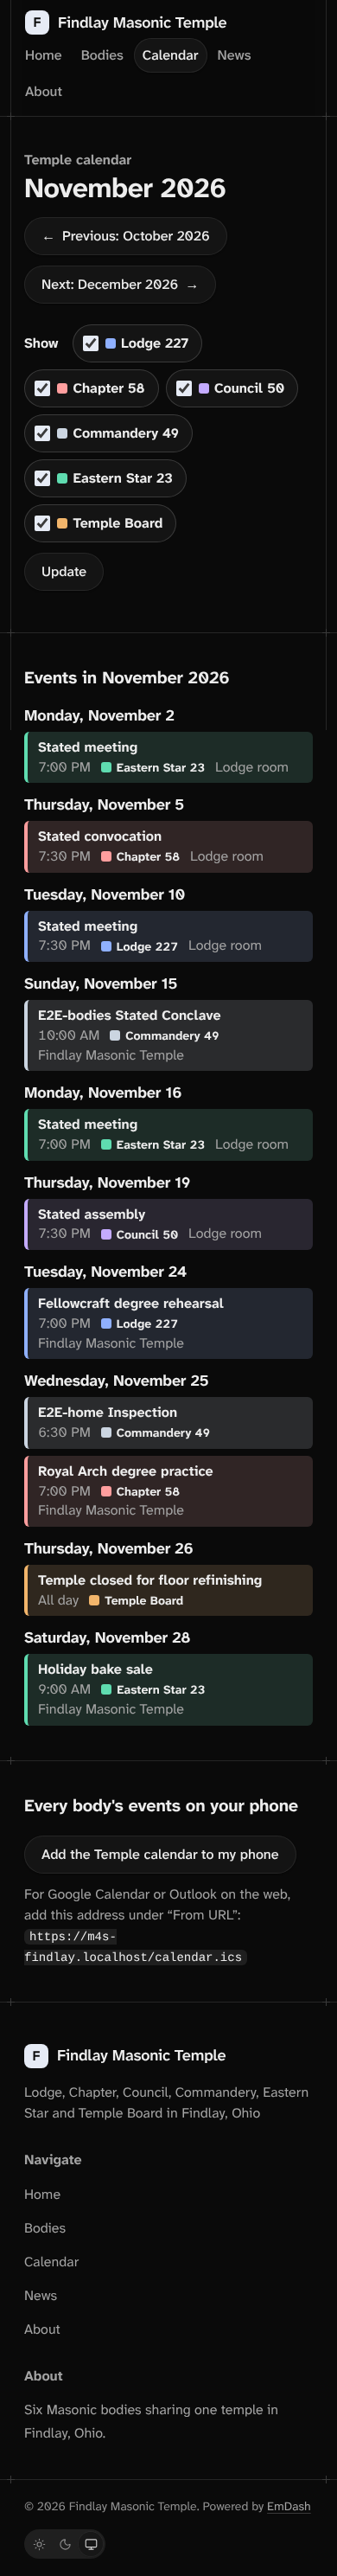 F Findlay Masonic Temple
Home Bodies Calendar News
About
Temple calendar
November 2026
← Previous: October 2026
Next: December 2026 →
Show Lodge 227
Chapter 58 Council 50
Commandery 49
Eastern Star 23
Temple Board
Update
Events in November 2026
Monday, November 2
Stated meeting
7:00 PM Eastern Star 23 Lodge room
Thursday, November 5
Stated convocation
7:30 PM Chapter 58 Lodge room
Tuesday, November 10
Stated meeting
7:30 PM Lodge 227 Lodge room
Sunday, November 15
E2E-bodies Stated Conclave
10:00 AM Commandery 49
Findlay Masonic Temple
Monday, November 16
Stated meeting
7:00 PM Eastern Star 23 Lodge room
Thursday, November 19
Stated assembly
7:30 PM Council 50 Lodge room
Tuesday, November 24
Fellowcraft degree rehearsal
7:00 PM Lodge 227
Findlay Masonic Temple
Wednesday, November 25
E2E-home Inspection
6:30 PM Commandery 49
Royal Arch degree practice
7:00 PM Chapter 58
Findlay Masonic Temple
Thursday, November 26
Temple closed for floor refinishing
All day Temple Board
Saturday, November 28
Holiday bake sale
9:00 AM Eastern Star 23
Findlay Masonic Temple
Every body's events on your phone
Add the Temple calendar to my phone
For Google Calendar or Outlook on the web,
add this address under “From URL”:
https://m4s-
findlay.localhost/calendar.ics
F Findlay Masonic Temple
Lodge, Chapter, Council, Commandery, Eastern
Star and Temple Board in Findlay, Ohio
Navigate
Home
Bodies
Calendar
News
About
About
Six Masonic bodies sharing one temple in
Findlay, Ohio.
© 2026 Findlay Masonic Temple. Powered by EmDash